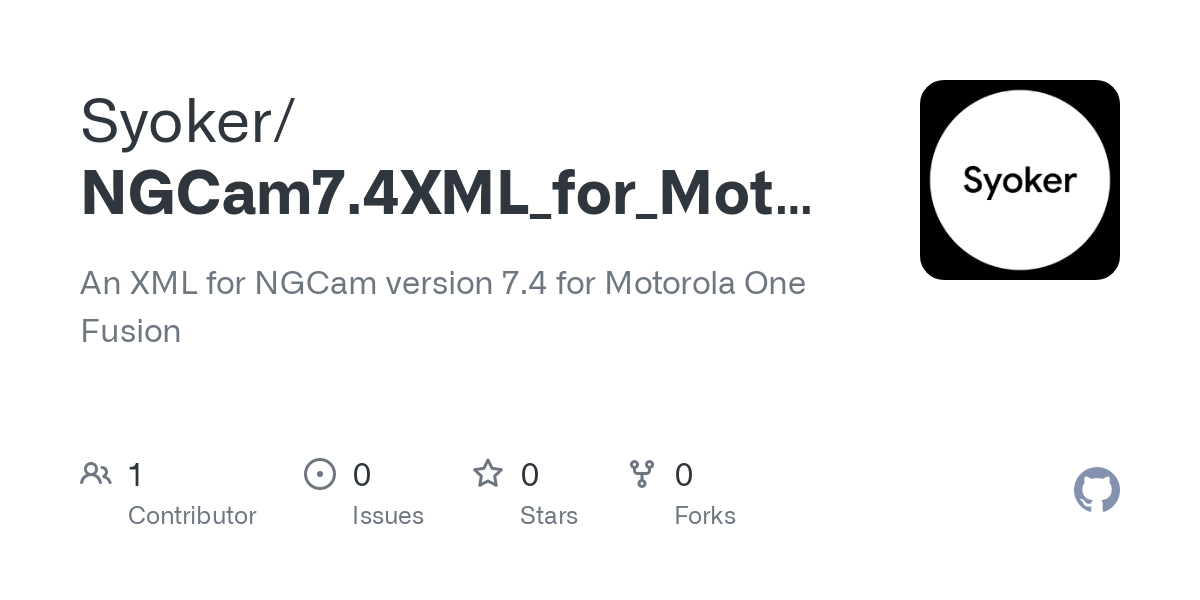 Syoker/
NGCam7.4XML_for_Mot...
Syoker
An XML for NGCam version 7.4 for Motorola One
Fusion
1
Contributor
0
Issues
0
Stars
0
Forks